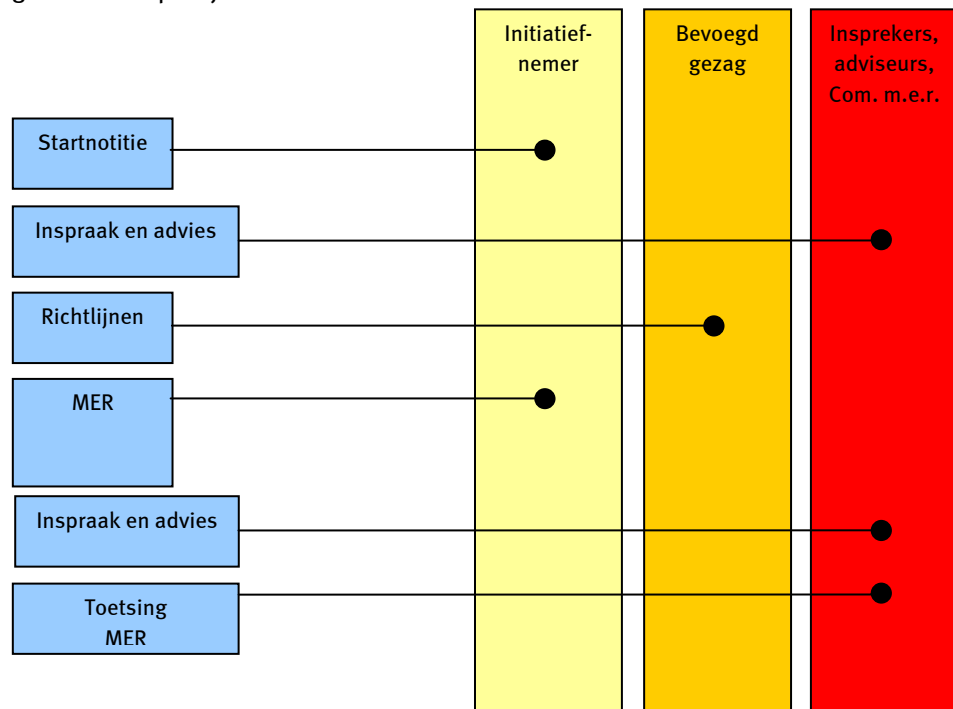 Initiatief-
nemer
Bevoegd
gezag
Insprekers,
adviseurs,
Com. m.e.r.
Startnotitie
Inspraak en advies
Richtlijnen
MER
Inspraak en advies
Toetsing
MER